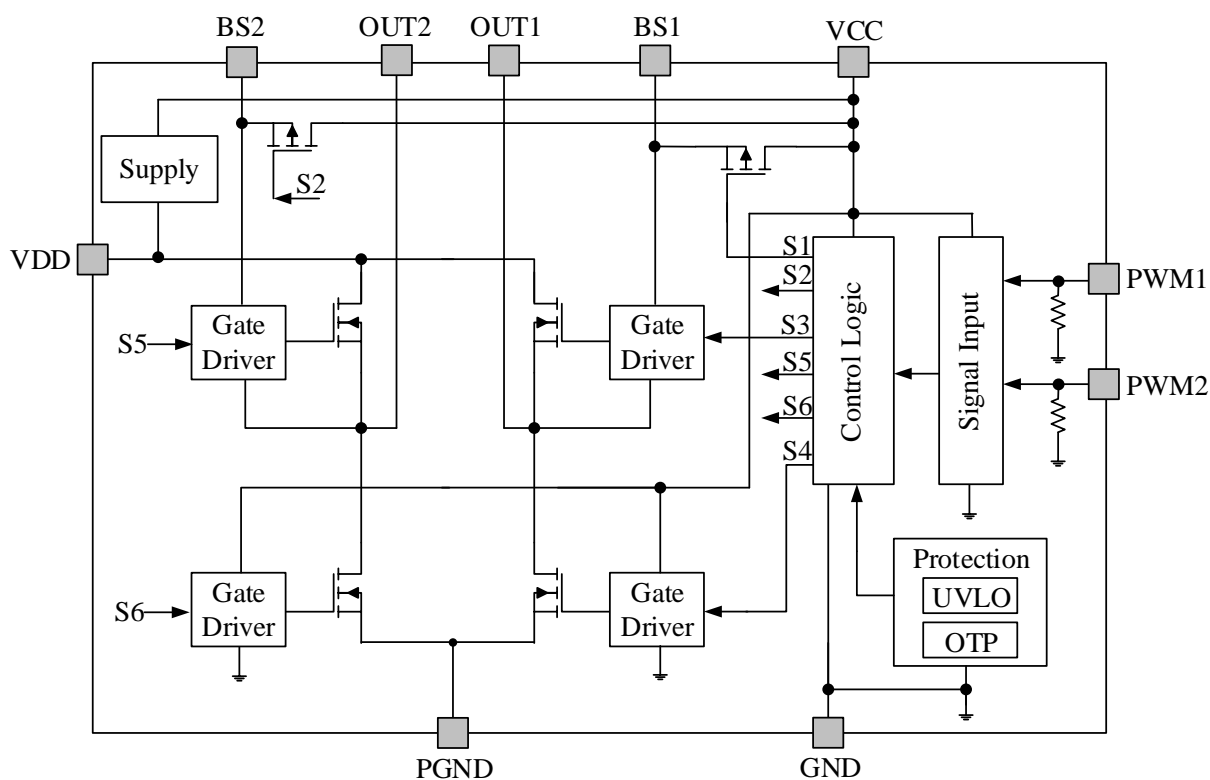 BS2 OUT2 OUT1 BS1 VCC
Supply
S2
VDD
S1
S2
S3
S5
S6
S4
S5
Gate
Driver
Gate
Driver
Control Logic
Signal Input
PWM1
PWM2
S6
Gate
Driver
Gate
Driver
Protection
UVLO
OTP
PGND
GND